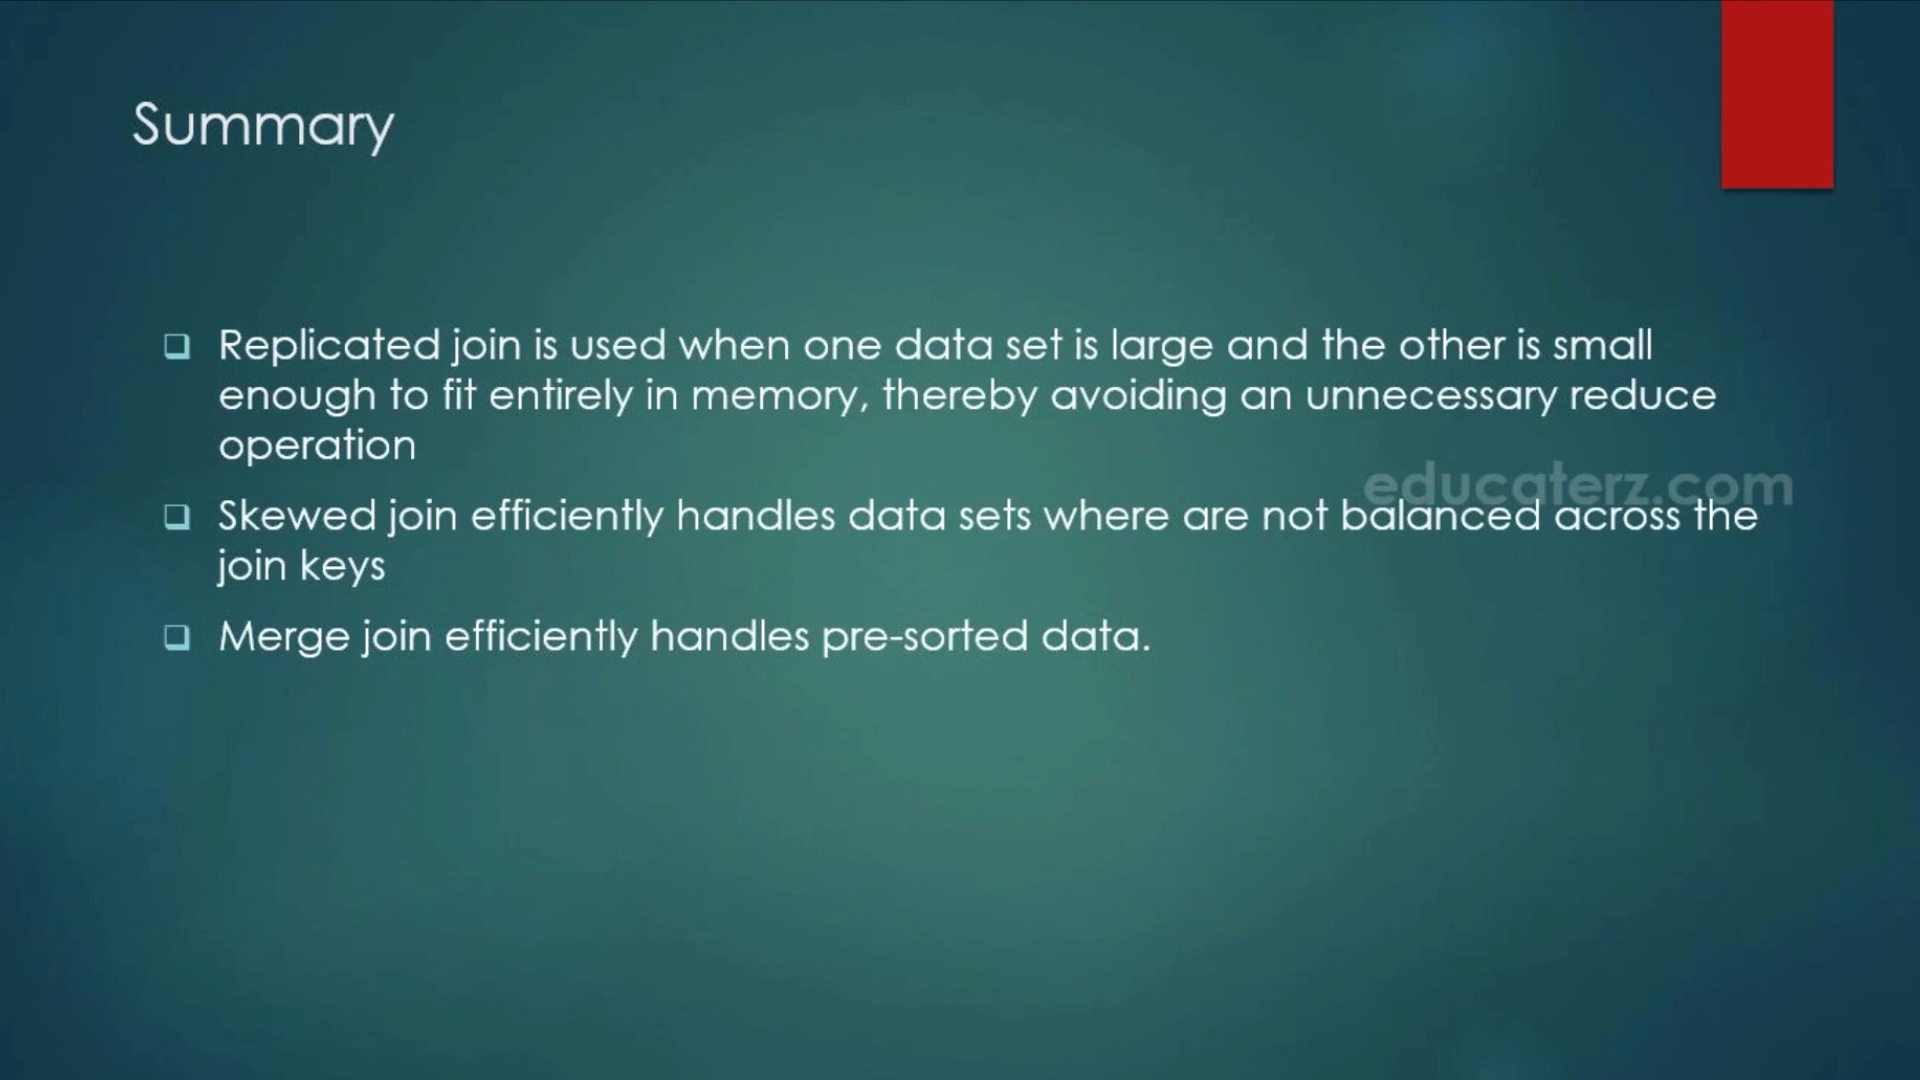 Summary
Replicated join is used when one data set is large and the other is small
enough to fit entirely in memory, thereby avoiding an unnecessary reduce
operation
educaterz.com
Skewed join efficiently handles data sets where are not balanced across the
join keys
Merge join efficiently handles pre-sorted data.